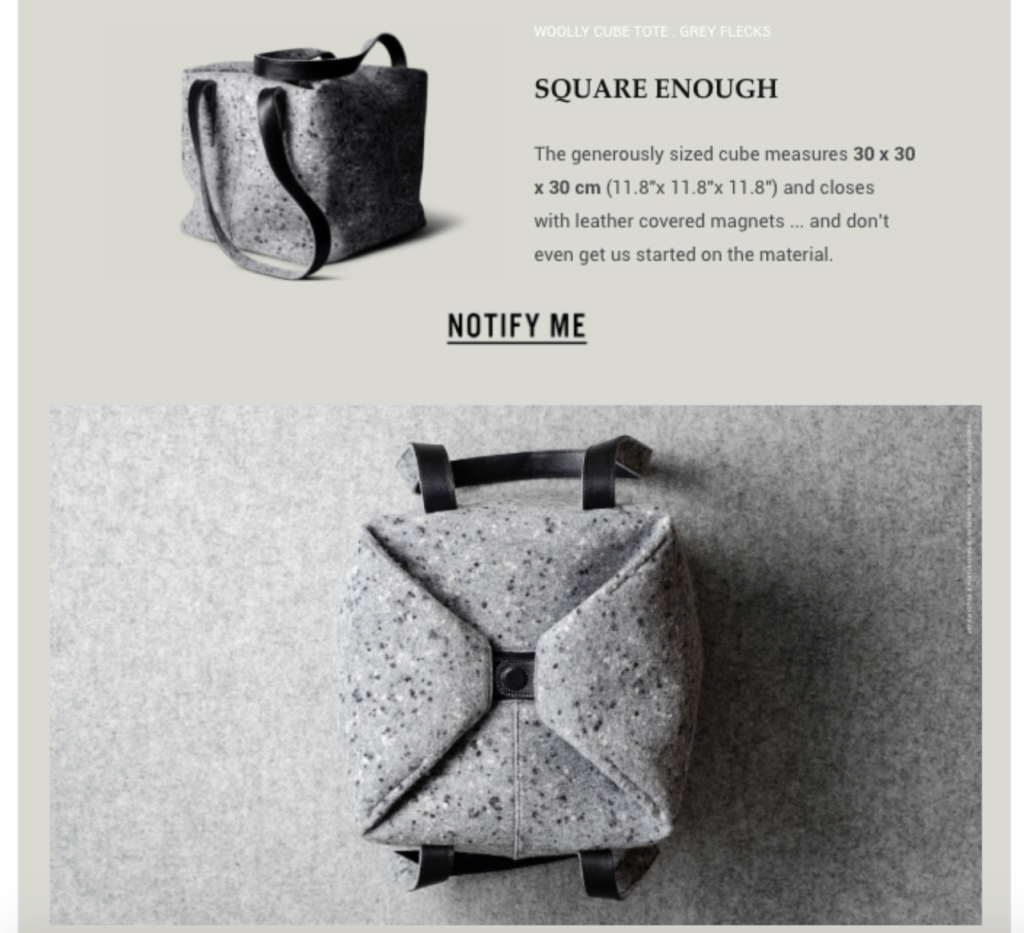 WOOLLY CUBE TOTE . GREY FLECKS
SQUARE ENOUGH
The generously sized cube measures 30 x 30
x 30 cm (11.8"x 11.8"x 11.8") and closes
with leather covered magnets ... and don't
even get us started on the material.
NOTIFY ME